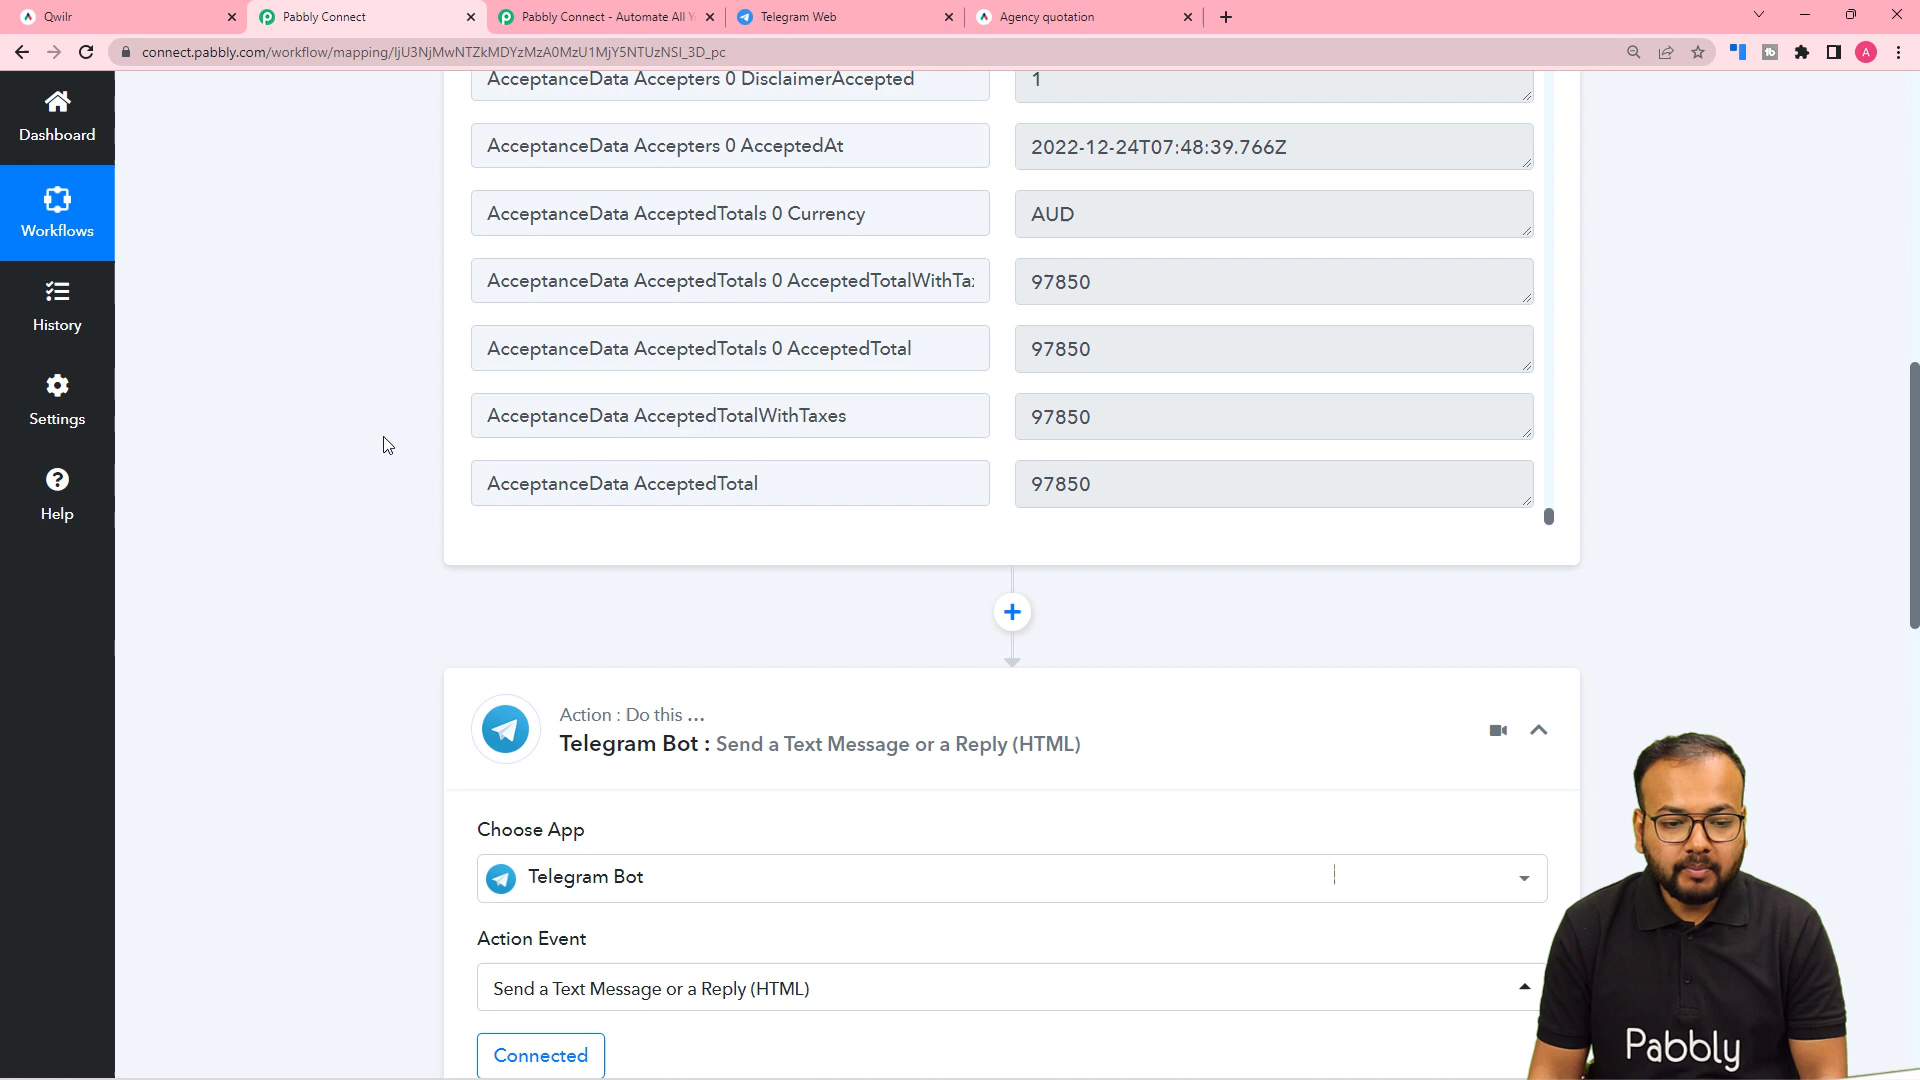 Qwilr
Pabbly Connect
Pabbly Connect - Automate All Y
Telegram Web
Agency quotation
connect.pabbly.com/workflow/mapping/IjU3NjMwNTZkMDYzMzA0MzU1MjY5NTUzNSI_3D_pc
A
Dashboard
Workflows
History
Settings
Help
AcceptanceData Accepters 0 DisclaimerAccepted
1
AcceptanceData Accepters 0 AcceptedAt
2022-12-24T07:48:39.766Z
AcceptanceData AcceptedTotals 0 Currency
AUD
AcceptanceData AcceptedTotals 0 AcceptedTotalWithTa
97850
AcceptanceData AcceptedTotals 0 AcceptedTotal
97850
AcceptanceData AcceptedTotalWithTaxes
97850
AcceptanceData AcceptedTotal
97850
Action : Do this ...
Telegram Bot : Send a Text Message or a Reply (HTML)
Choose App
Telegram Bot
Action Event
Send a Text Message or a Reply (HTML)
Connected
Pabbly